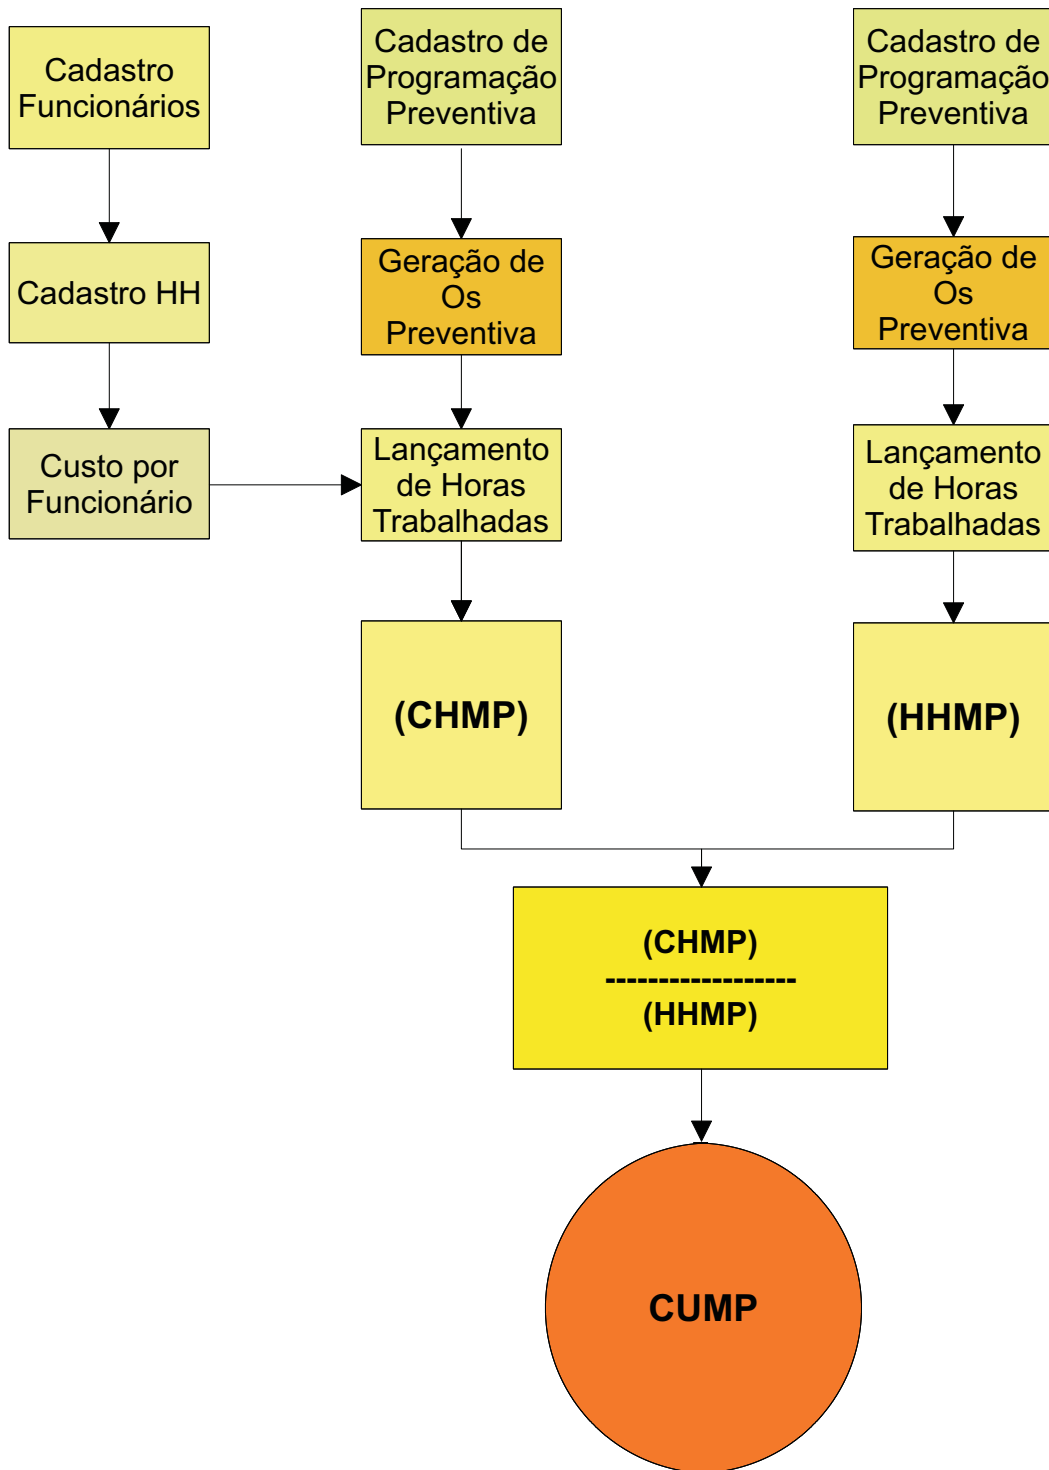 Cadastro
Funcionários
Cadastro HH
Custo por
Funcionário
Cadastro de
Programação
Preventiva
Geração de
Os
Preventiva
Lançamento
de Horas
Trabalhadas
(CHMP)
Cadastro de
Programação
Preventiva
Geração de
Os
Preventiva
Lançamento
de Horas
Trabalhadas
(HHMP)
(CHMP)
------------------
(HHMP)
CUMP